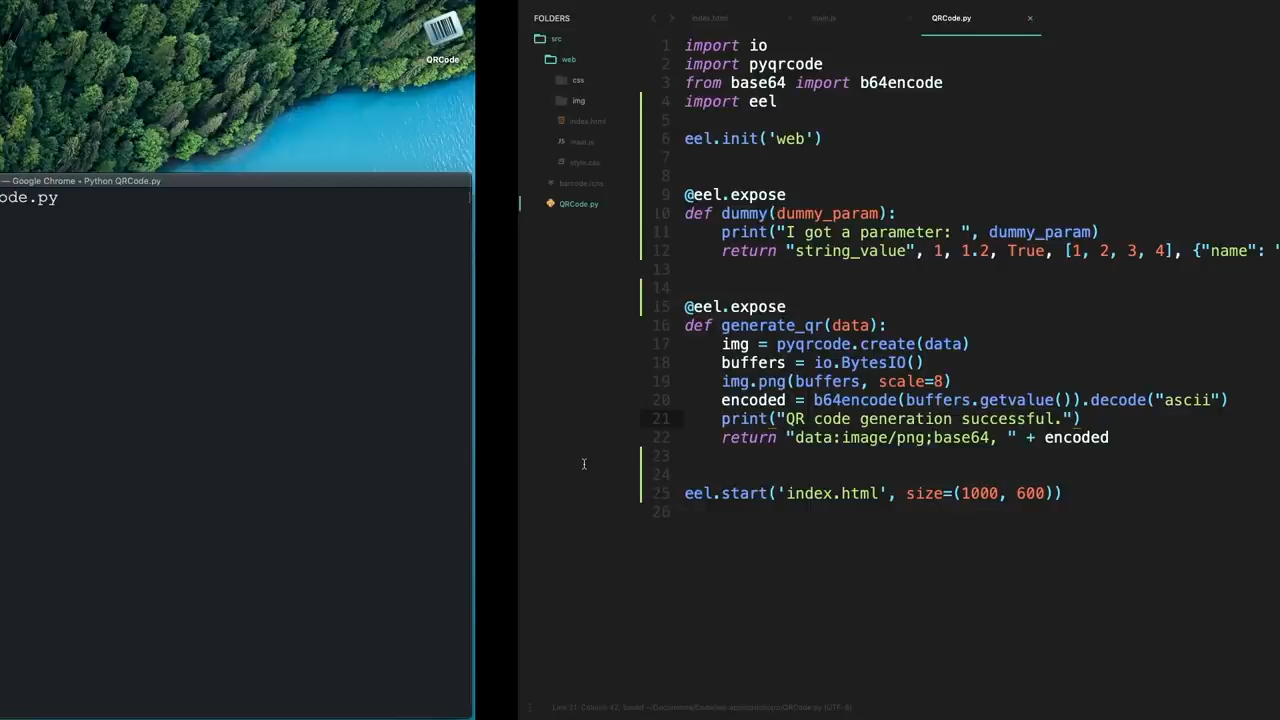 QRCode
— Google Chrome • Python QRCode.py
ode.py
FOLDERS
src
web
css
img
index.html
main.js
style.css
barcode.icns
QRCode.py
index.html × main.js × QRCode.py ×
1 import io
2 import pyqrcode
3 from base64 import b64encode
4 import eel
5
6 eel.init('web')
7
8
9 @eel.expose
10 def dummy(dummy_param):
11 print("I got a parameter: ", dummy_param)
12 return "string_value", 1, 1.2, True, [1, 2, 3, 4], {"name": "
13
14
15 @eel.expose
16 def generate_qr(data):
17 img = pyqrcode.create(data)
18 buffers = io.BytesIO()
19 img.png(buffers, scale=8)
20 encoded = b64encode(buffers.getvalue()).decode("ascii")
21 print("QR code generation successful.")
22 return "data:image/png;base64, " + encoded
23
24
25 eel.start('index.html', size=(1000, 600))
26